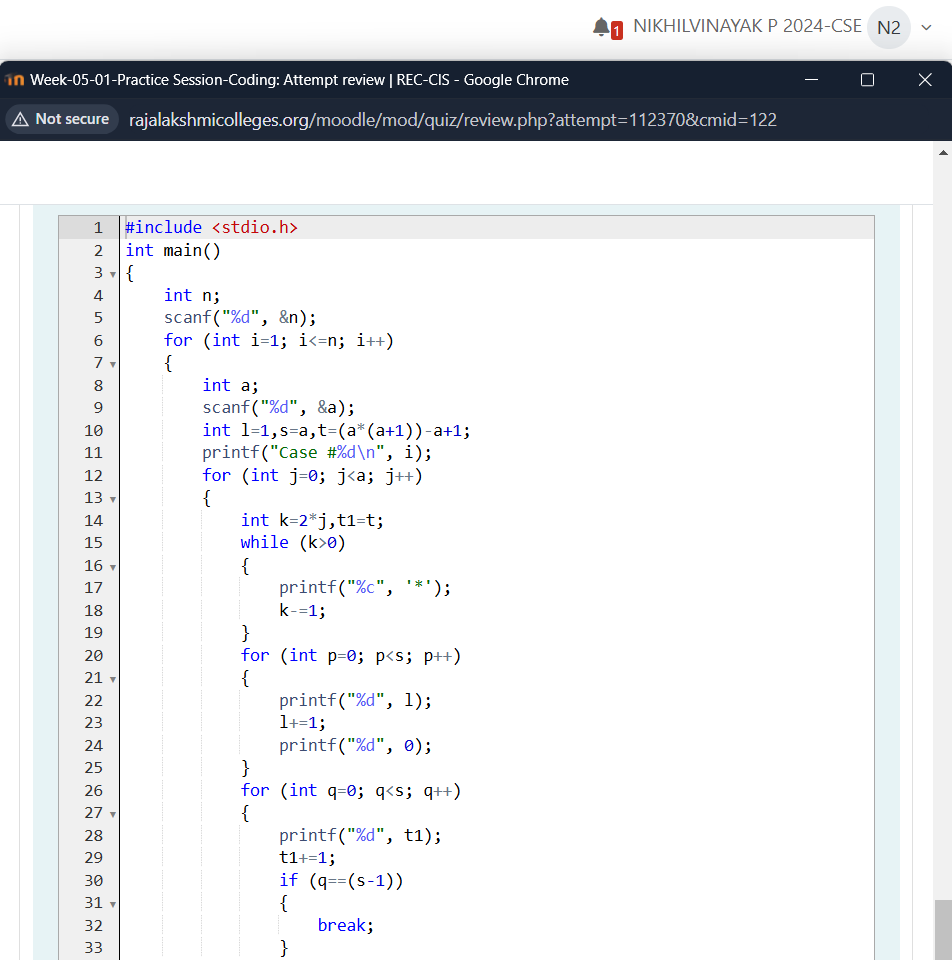 1
NIKHILVINAYAK P 2024-CSE
N2
Week-05-01-Practice Session-Coding: Attempt review | REC-CIS - Google Chrome
Not secure
rajalakshmicolleges.org/moodle/mod/quiz/review.php?attempt=112370&cmid=122
1 #include <stdio.h>
2 int main()
3 {
4     int n;
5     scanf("%d", &n);
6     for (int i=1; i<=n; i++)
7     {
8         int a;
9         scanf("%d", &a);
10         int l=1,s=a,t=(a*(a+1))-a+1;
11         printf("Case #%d\n", i);
12         for (int j=0; j<a; j++)
13         {
14             int k=2*j,t1=t;
15             while (k>0)
16             {
17                 printf("%c", '*');
18                 k-=1;
19             }
20             for (int p=0; p<s; p++)
21             {
22                 printf("%d", l);
23                 l+=1;
24                 printf("%d", 0);
25             }
26             for (int q=0; q<s; q++)
27             {
28                 printf("%d", t1);
29                 t1+=1;
30                 if (q==(s-1))
31                 {
32                     break;
33                 }